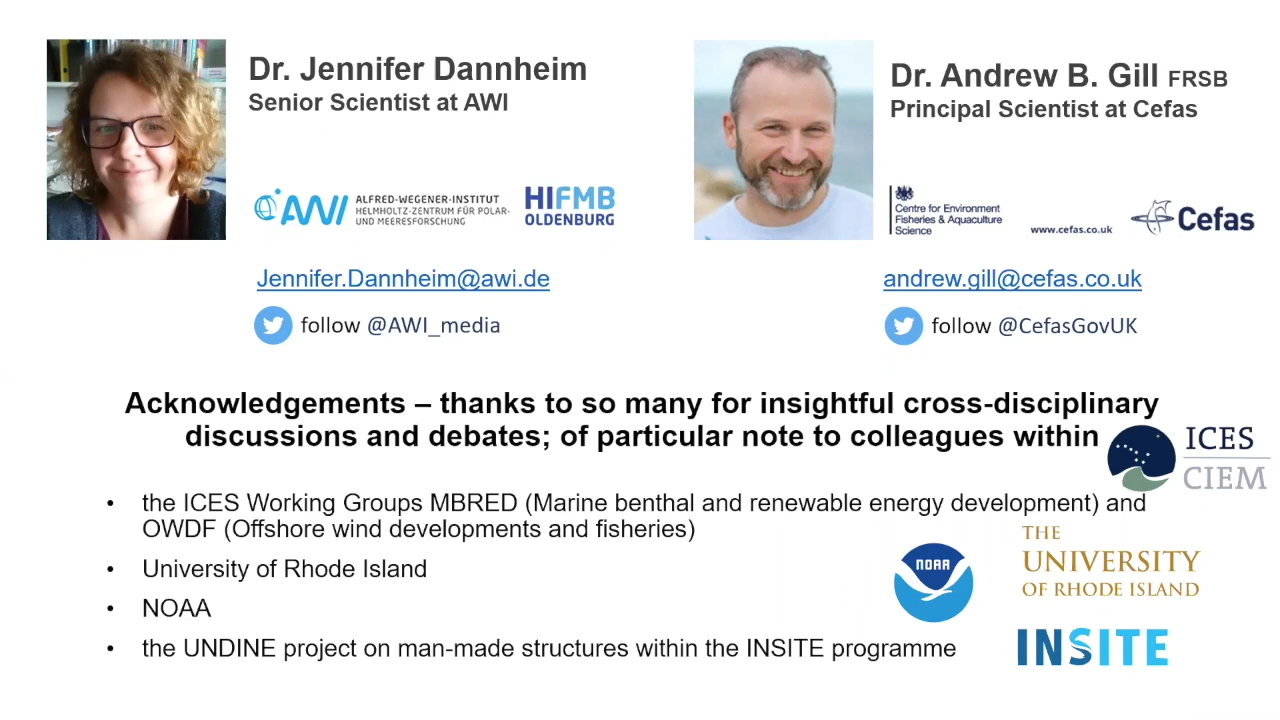 Dr. Jennifer Dannheim
Senior Scientist at AWI
AWI
ALFRED-WEGENER-INSTITUT
HELMHOLTZ-ZENTRUM FÜR POLAR-
UND MEERESFORSCHUNG
HIFMB
OLDENBURG
Jennifer.Dannheim@awi.de
follow @AWI_media
Dr. Andrew B. Gill FRSB
Principal Scientist at Cefas
Centre for Environment
Fisheries & Aquaculture
Science
www.cefas.co.uk
Cefas
andrew.gill@cefas.co.uk
follow @CefasGovUK
Acknowledgements – thanks to so many for insightful cross-disciplinary
discussions and debates; of particular note to colleagues within
ICES
CIEM
• the ICES Working Groups MBRED (Marine benthal and renewable energy development) and
OWDF (Offshore wind developments and fisheries)
• University of Rhode Island
• NOAA
• the UNDINE project on man-made structures within the INSITE programme
NOAA
THE
UNIVERSITY
OF RHODE ISLAND
INSITE